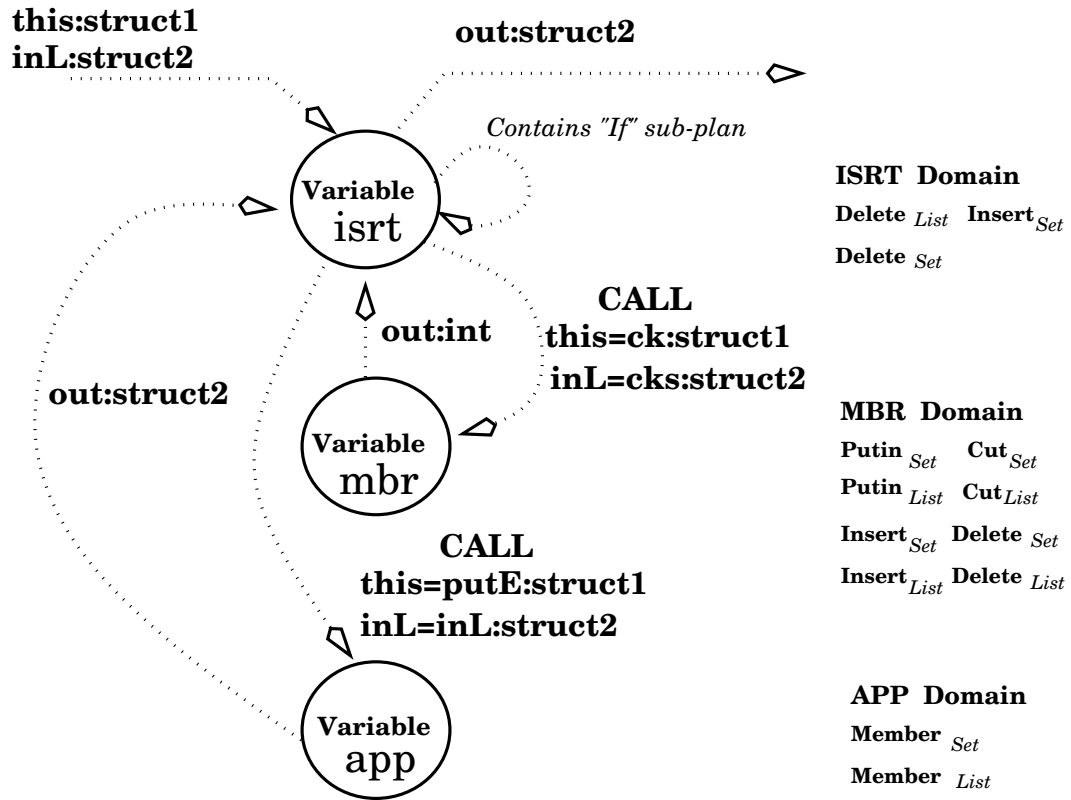 this:struct1
inL:struct2
out:struct2
Contains "If" sub-plan
Variable
isrt
ISRT Domain
Delete List Insert Set
Delete Set
CALL
this=ck:struct1
inL=cks:struct2
out:int
out:struct2
Variable
mbr
MBR Domain
Putin Set Cut Set
Putin List Cut List
Insert Set Delete Set
Insert List Delete List
CALL
this=putE:struct1
inL=inL:struct2
Variable
app
APP Domain
Member Set
Member List